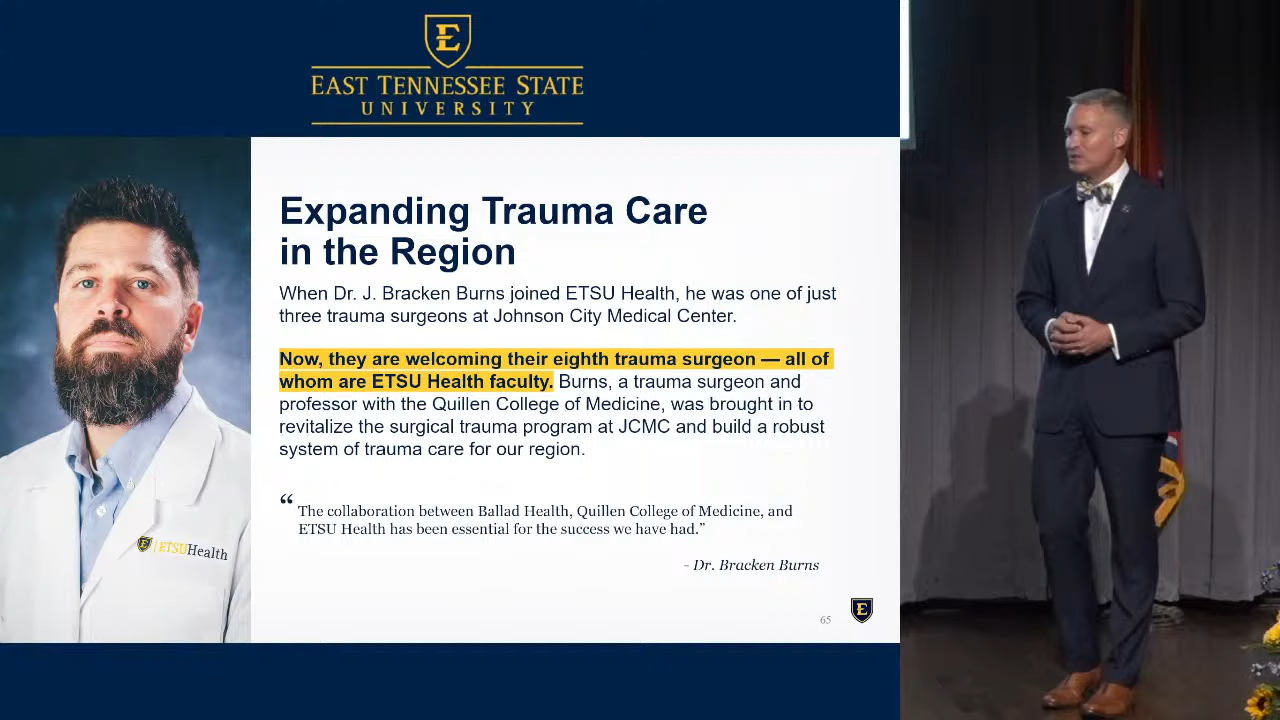 E
EAST TENNESSEE STATE
UNIVERSITY
Expanding Trauma Care
in the Region
When Dr. J. Bracken Burns joined ETSU Health, he was one of just
three trauma surgeons at Johnson City Medical Center.
Now, they are welcoming their eighth trauma surgeon — all of
whom are ETSU Health faculty. Burns, a trauma surgeon and
professor with the Quillen College of Medicine, was brought in to
revitalize the surgical trauma program at JCMC and build a robust
system of trauma care for our region.
“ The collaboration between Ballad Health, Quillen College of Medicine, and
ETSU Health has been essential for the success we have had.”
- Dr. Bracken Burns
E ETSUHealth
65
E